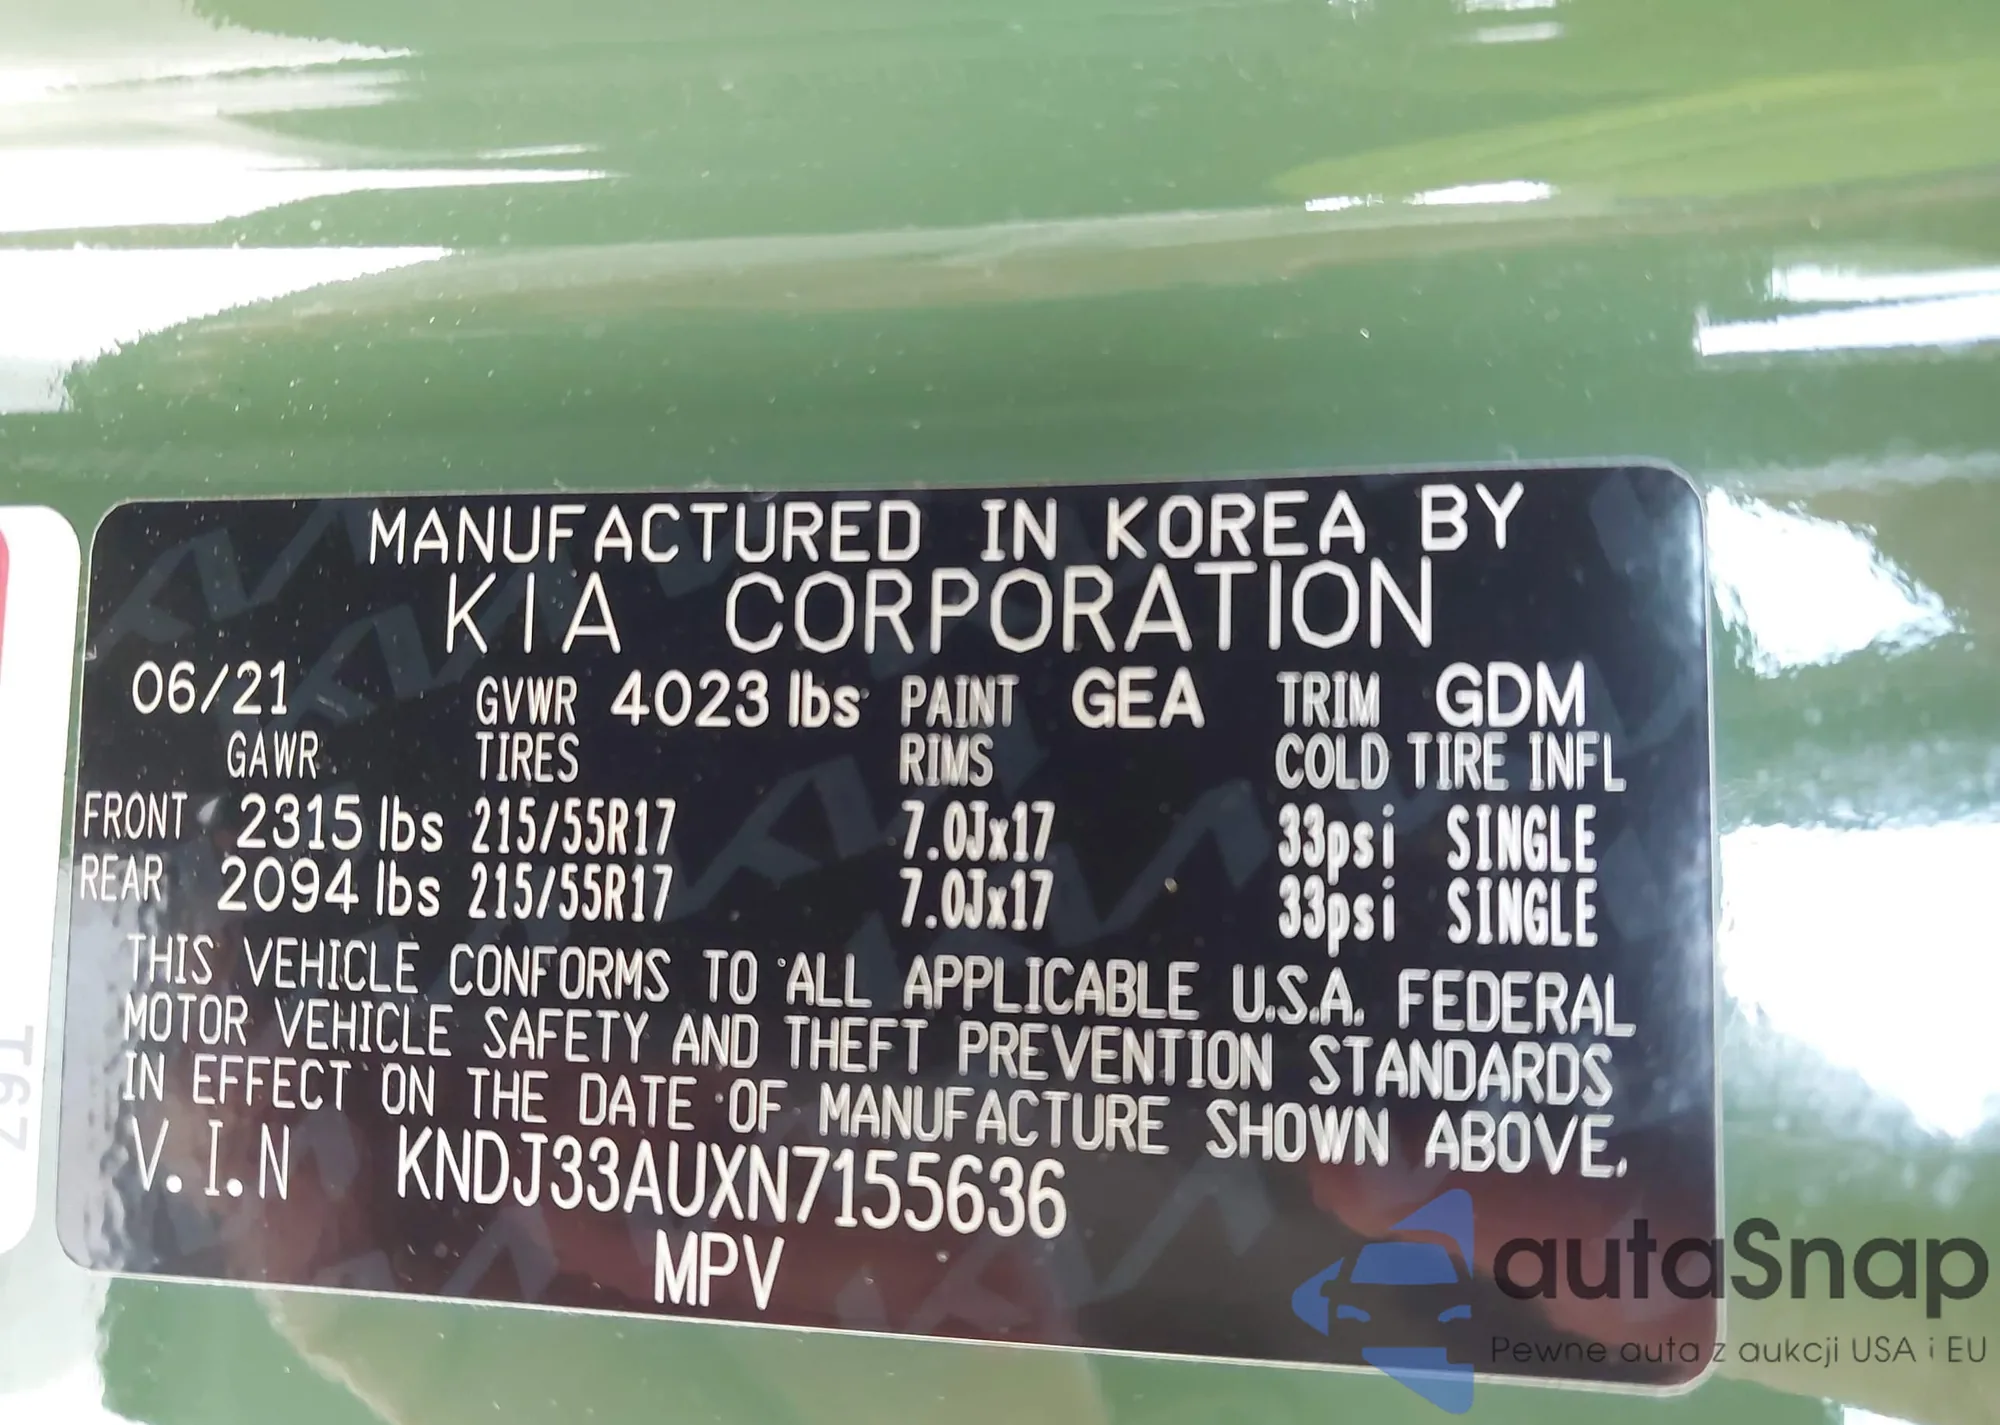 MANUFACTURED IN KOREA BY
KIA CORPORATION
06/21 GVWR 4023 lbs PAINT GEA TRIM GDM
GAWR TIRES RIMS COLD TIRE INFL
FRONT 2315 lbs 215/55R17 7.0Jx17 33psi SINGLE
REAR 2094 lbs 215/55R17 7.0Jx17 33psi SINGLE
THIS VEHICLE CONFORMS TO ALL APPLICABLE U.S.A. FEDERAL
MOTOR VEHICLE SAFETY AND THEFT PREVENTION STANDARDS
IN EFFECT ON THE DATE OF MANUFACTURE SHOWN ABOVE.
V.I.N KNDJ33AUXN7155636
MPV
autaSnap
Pewne auta z aukcji USA i EU